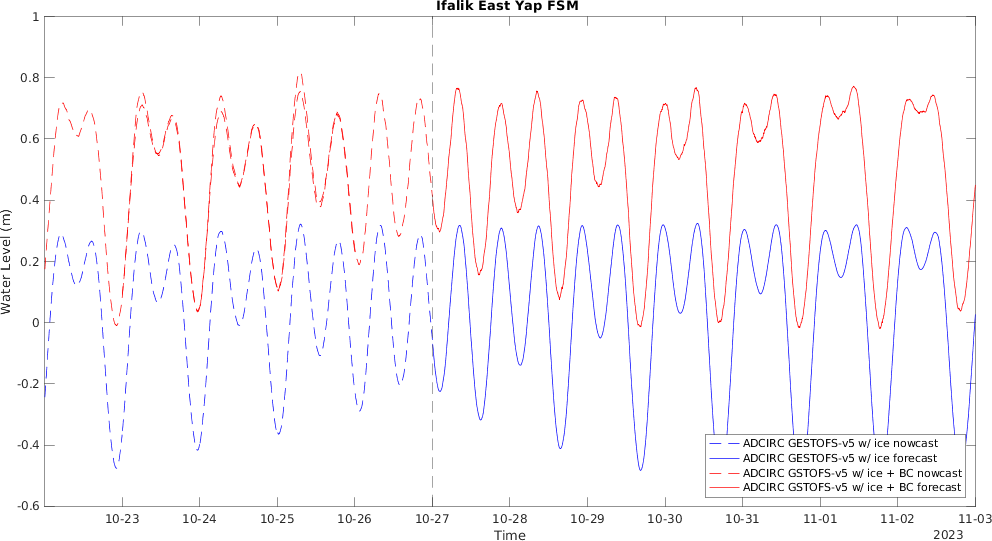 Ifalik East Yap FSM
Water Level (m)
1
0.8
0.6
0.4
0.2
0
-0.2
-0.4
-0.6
ADCIRC GESTOFS-v5 w/ ice nowcast
ADCIRC GESTOFS-v5 w/ ice forecast
ADCIRC GSTOFS-v5 w/ ice + BC nowcast
ADCIRC GSTOFS-v5 w/ ice + BC forecast
10-23 10-24 10-25 10-26 10-27 10-28 10-29 10-30 10-31 11-01 11-02 11-03
Time
2023